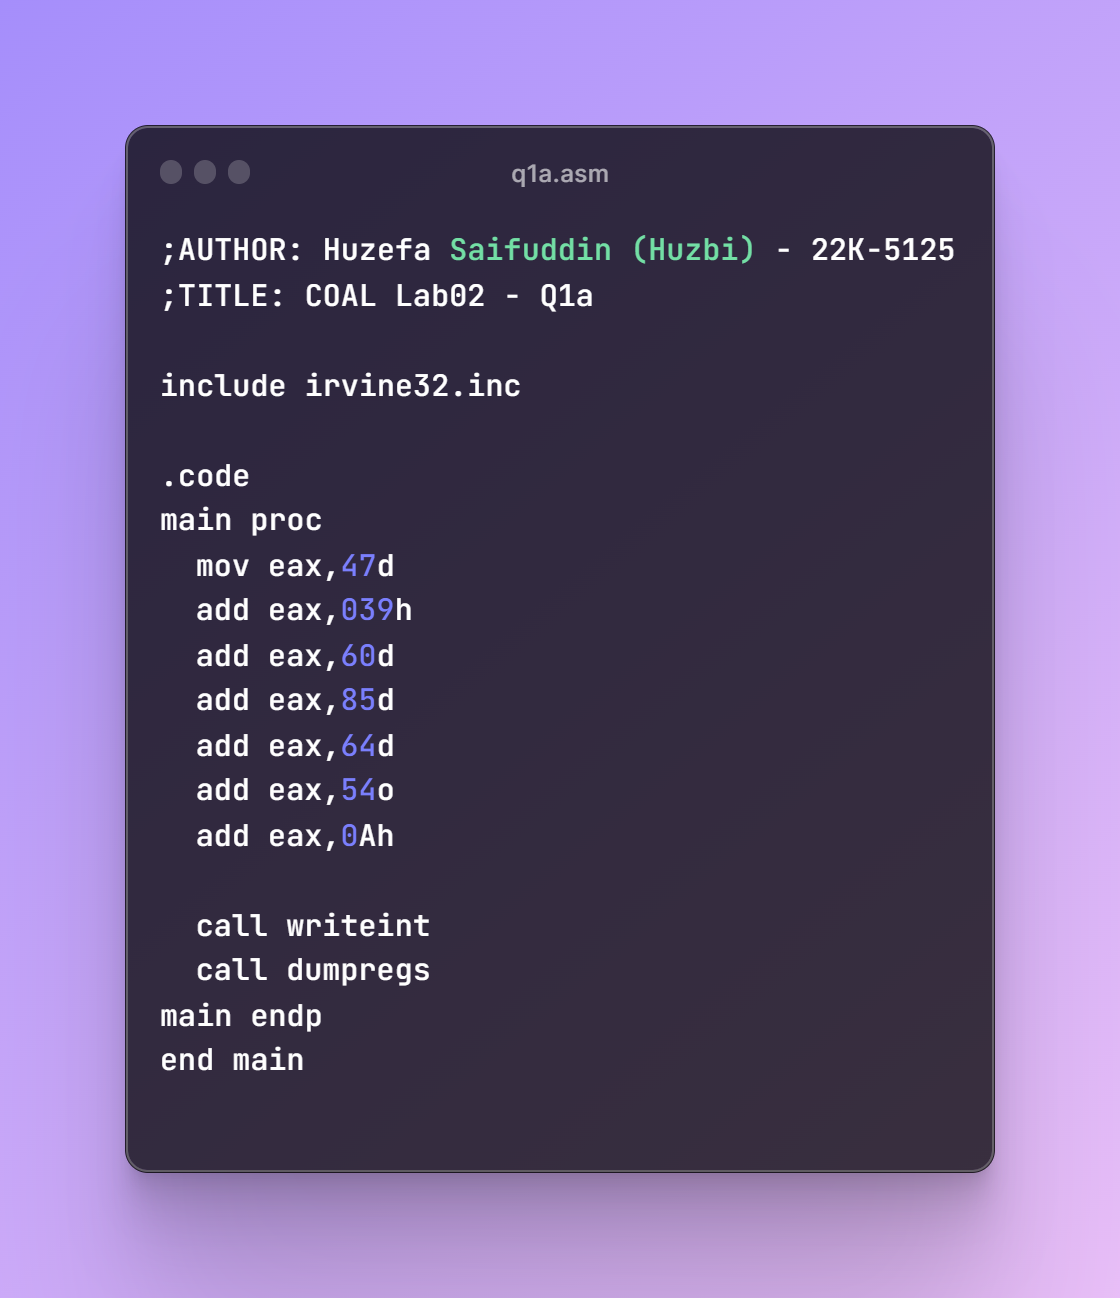 q1a.asm
;AUTHOR: Huzefa Saifuddin (Huzbi) - 22K-5125
;TITLE: COAL Lab02 - Q1a
include irvine32.inc
.code
main proc
mov eax,47d
add eax,039h
add eax,60d
add eax,85d
add eax,64d
add eax,54o
add eax,0Ah
call writeint
call dumpregs
main endp
end main